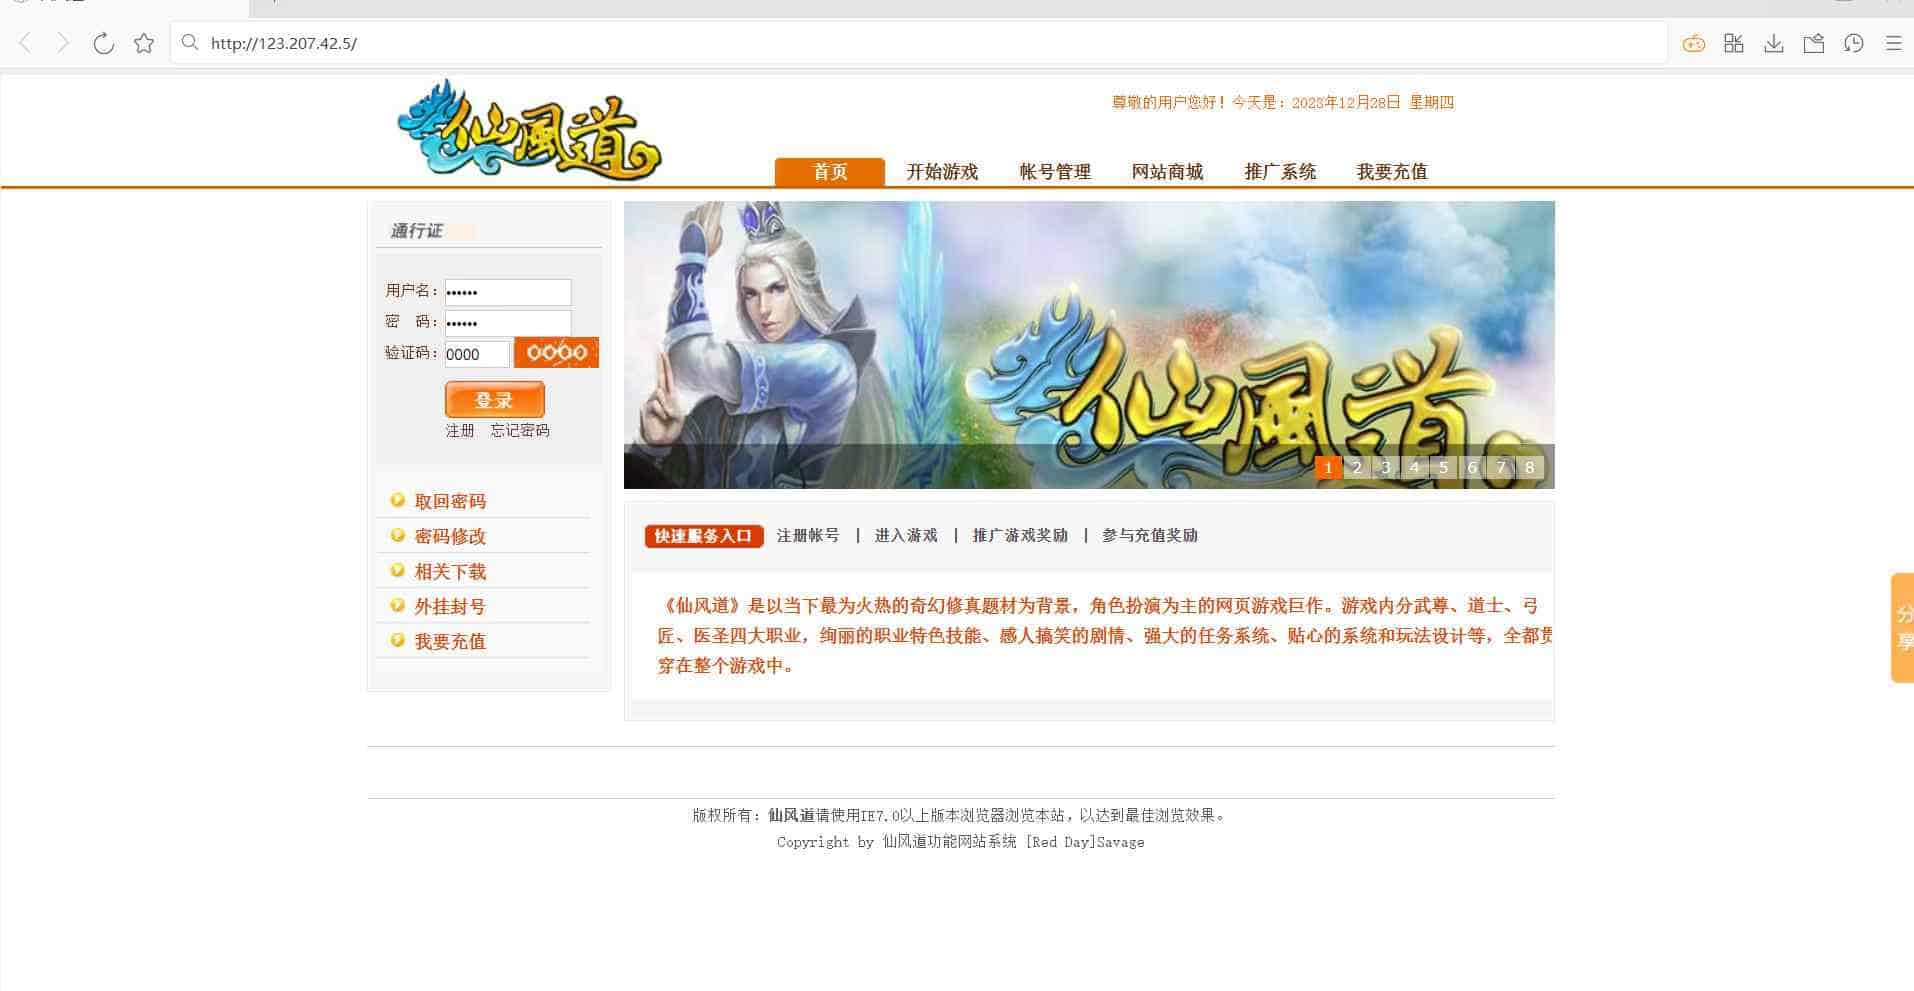 http://123.207.42.5/
仙風道
尊敬的用户您好！今天是：2023年12月28日 星期四
首页 开始游戏 帐号管理 网站商城 推广系统 我要充值
通行证
用户名：••••••
密 码：••••••
验证码：0000 0000
登录
注册 忘记密码
取回密码
密码修改
相关下载
外挂封号
我要充值
仙風道
1 2 3 4 5 6 7 8
快速服务入口 注册帐号 | 进入游戏 | 推广游戏奖励 | 参与充值奖励
《仙风道》是以当下最为火热的奇幻修真题材为背景，角色扮演为主的网页游戏巨作。游戏内分武尊、道士、弓
匠、医圣四大职业，绚丽的职业特色技能、感人搞笑的剧情、强大的任务系统、贴心的系统和玩法设计等，全都贯
穿在整个游戏中。
分享
版权所有：仙风道请使用IE7.0以上版本浏览器浏览本站，以达到最佳浏览效果。
Copyright by 仙风道功能网站系统 [Red Day]Savage